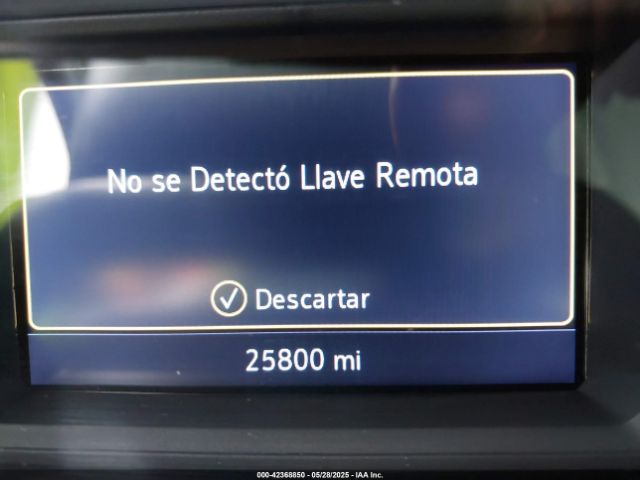 No se Detectó Llave Remota
Descartar
25800 mi
000-42368850 - 05/28/2025 - IAA Inc.